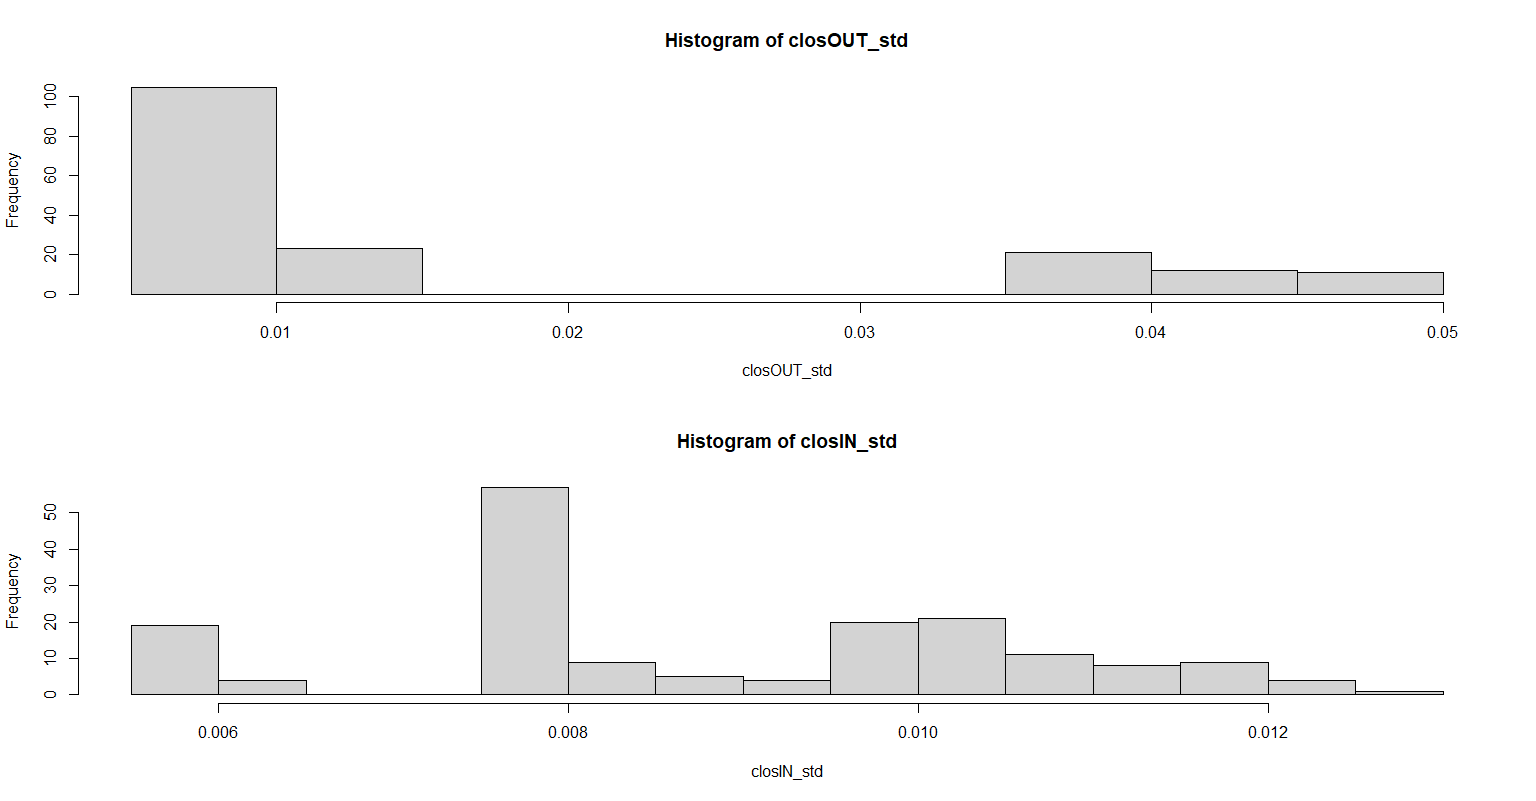 Histogram of closOUT_std
Frequency
0 20 40 60 80 100
0.01 0.02 0.03 0.04 0.05
closOUT_std
Histogram of closIN_std
Frequency
0 10 20 30 40 50
0.006 0.008 0.010 0.012
closIN_std